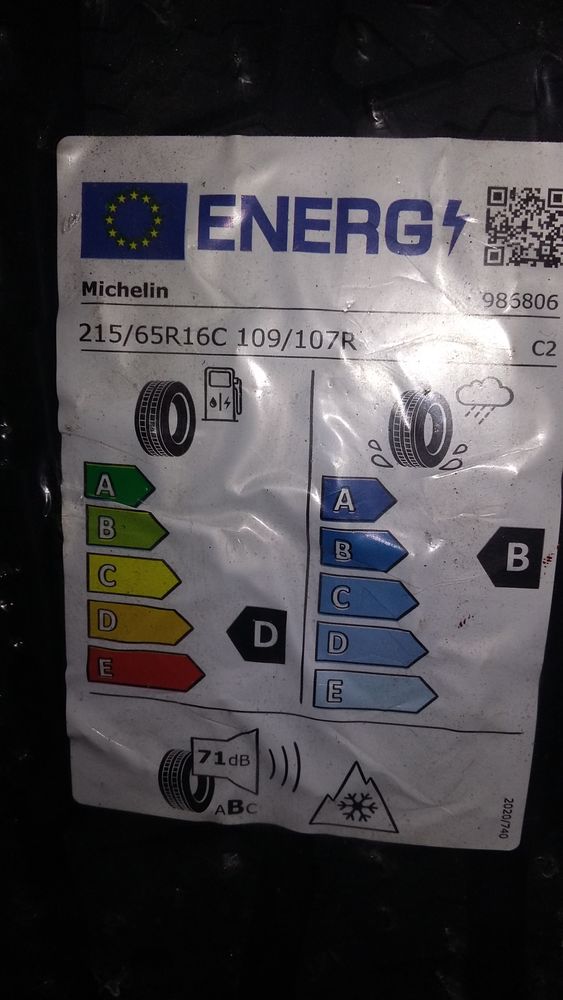 ENERG
Michelin
986806
215/65R16C 109/107R
C2
A
B
C
D
E
D
A
B
C
D
E
B
71dB
ABC
2020/740